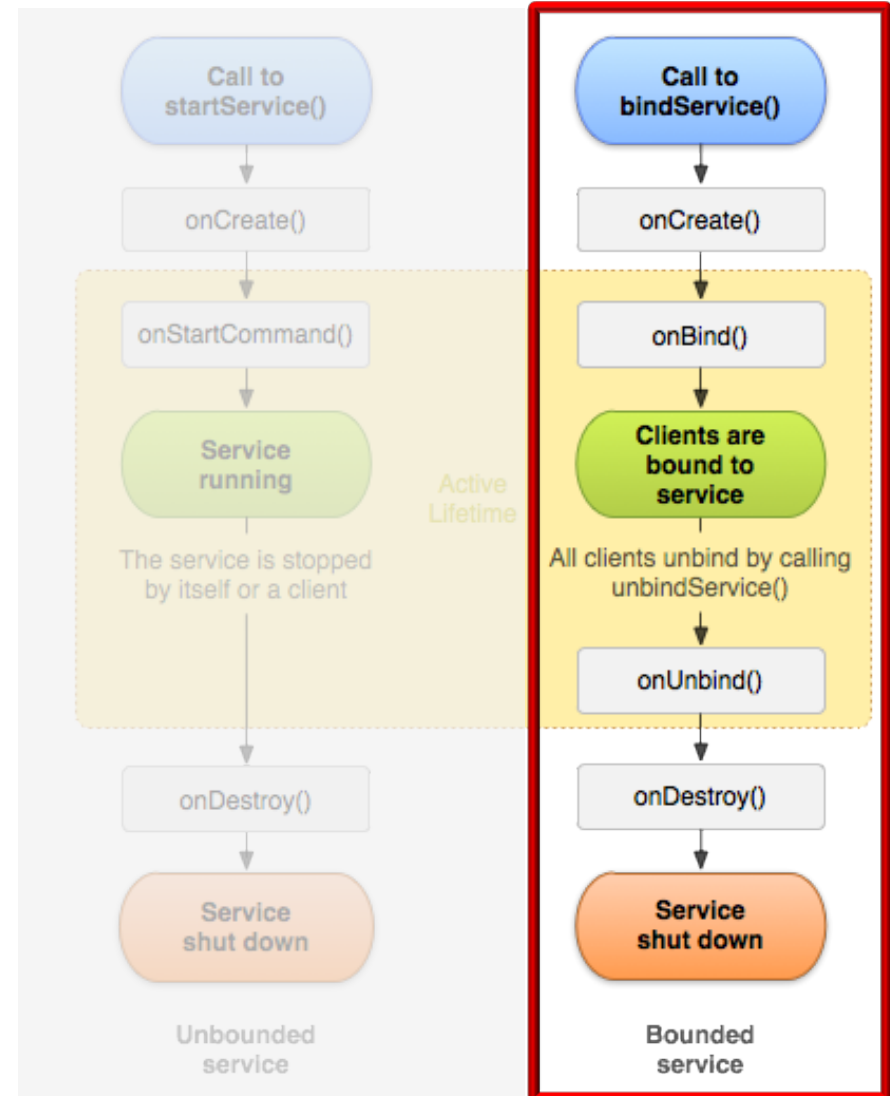 Call to
startService()
onCreate()
onStartCommand()
Service
running
Active
Lifetime
The service is stopped
by itself or a client
onDestroy()
Service
shut down
Unbounded
service
Call to
bindService()
onCreate()
onBind()
Clients are
bound to
service
All clients unbind by calling
unbindService()
onUnbind()
onDestroy()
Service
shut down
Bounded
service